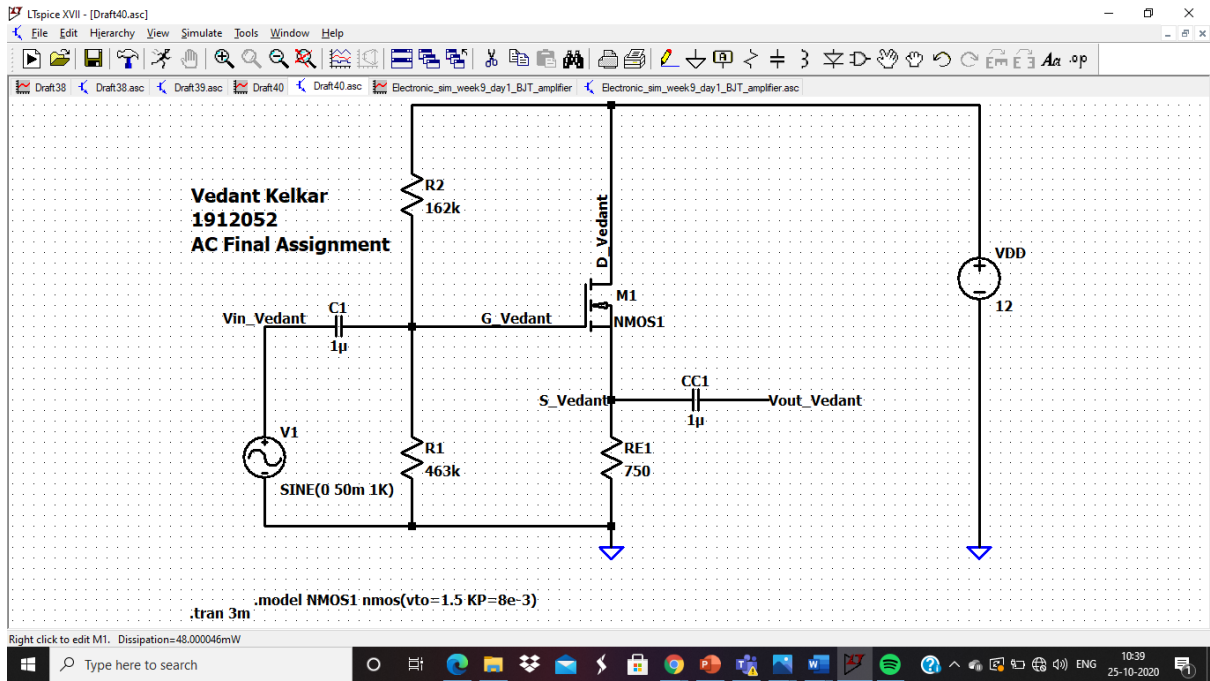 LTspice XVII - [Draft40.asc]
File Edit Hierarchy View Simulate Tools Window Help
Draft38 Draft38.asc Draft39.asc Draft40 Draft40.asc Electronic_sim_week9_day1_BJT_amplifier Electronic_sim_week9_day1_BJT_amplifier.asc
R2
162k
Vedant Kelkar
1912052
AC Final Assignment
D_Vedant
VDD
12
M1
NMOS1
C1
1µ
Vin_Vedant
G_Vedant
CC1
1µ
S_Vedant
Vout_Vedant
V1
SINE(0 50m 1K)
R1
463k
RE1
750
.model NMOS1 nmos(vto=1.5 KP=8e-3)
.tran 3m
Right click to edit M1. Dissipation=48.000046mW
Type here to search
ENG
10:39
25-10-2020